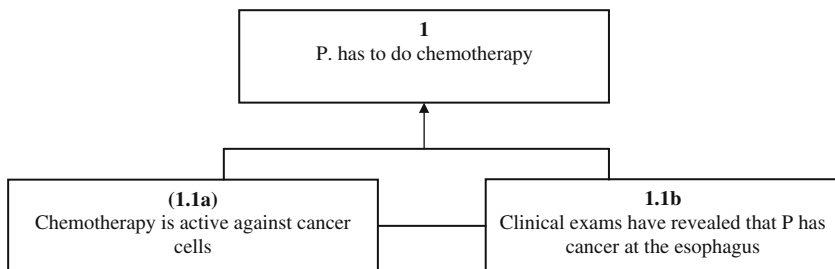 1
P. has to do chemotherapy
(1.1a)
Chemotherapy is active against cancer
cells
1.1b
Clinical exams have revealed that P has
cancer at the esophagus